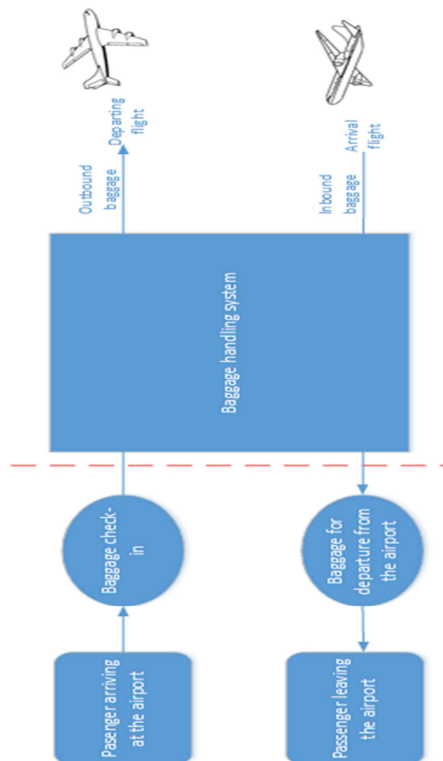 Pasenger arriving
at the airport
Baggage check-
in
Baggage handling system
Outbound
baggage
Departing
flight
Passenger leaving
the airport
Baggage for
departure from
the airport
Inbound
baggage
Arrival
flight